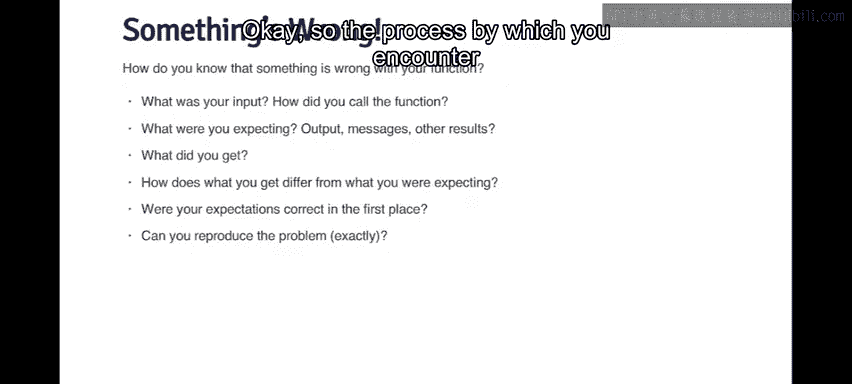 Something's Wrong!
Okay, so the process by which you
encounter
How do you know that something is wrong with your function?
· What was your input? How did you call the function?
· What were you expecting? Output, messages, other results?
· What did you get?
· How does what you get differ from what you were expecting?
· Were your expectations correct in the first place?
· Can you reproduce the problem (exactly)?